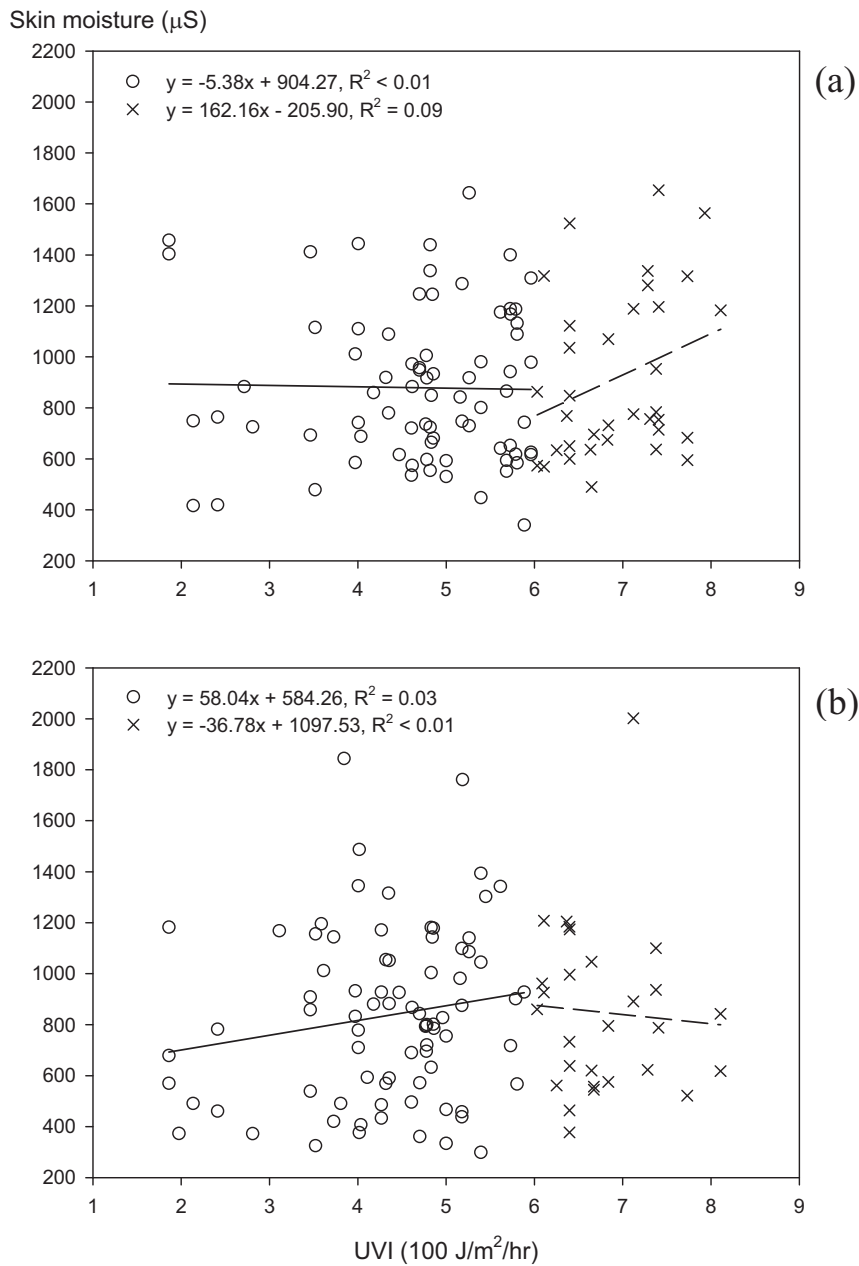 Skin moisture (μS)
2200
y = -5.38x + 904.27, R² < 0.01
(a)
2000
y = 162.16x - 205.90, R² = 0.09
1800
1600
1400
1200
1000
800
600
400
200
1 2 3 4 5 6 7 8 9
2200
y = 58.04x + 584.26, R² = 0.03
(b)
2000
y = -36.78x + 1097.53, R² < 0.01
1800
1600
1400
1200
1000
800
600
400
200
1 2 3 4 5 6 7 8 9
UVI (100 J/m²/hr)